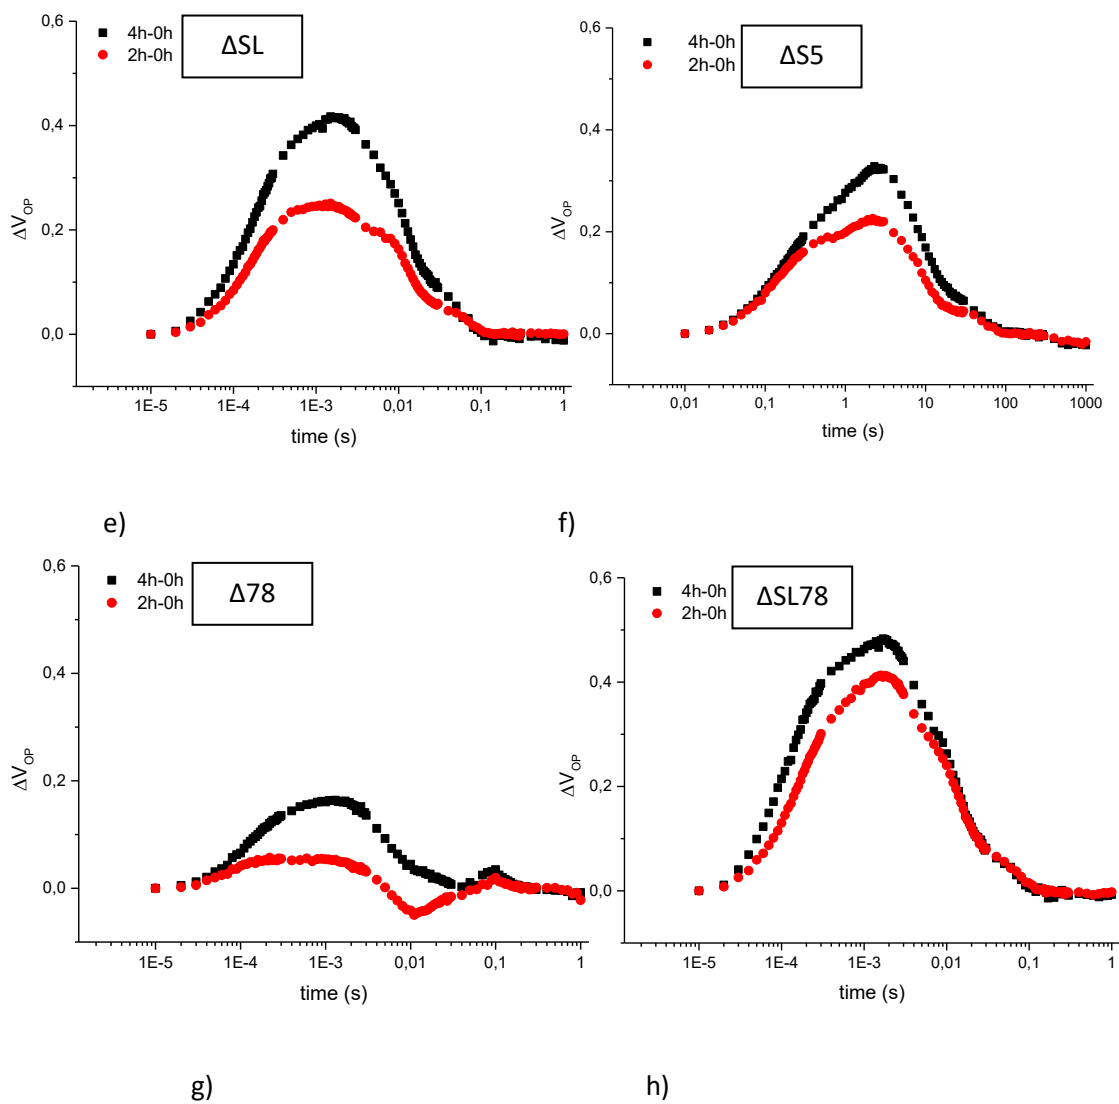 0,6
4h-0h
2h-0h
ΔSL
0,4
0,2
0,0
ΔV_OP
1E-5 1E-4 1E-3 0,01 0,1 1
time (s)
0,6
4h-0h
2h-0h
ΔS5
0,4
0,2
0,0
ΔV_OP
0,01 0,1 1 10 100 1000
time (s)
e)
f)
0,6
4h-0h
2h-0h
Δ78
0,4
0,2
0,0
ΔV_OP
1E-5 1E-4 1E-3 0,01 0,1 1
time (s)
0,6
4h-0h
2h-0h
ΔSL78
0,4
0,2
0,0
ΔV_OP
1E-5 1E-4 1E-3 0,01 0,1 1
time (s)
g)
h)